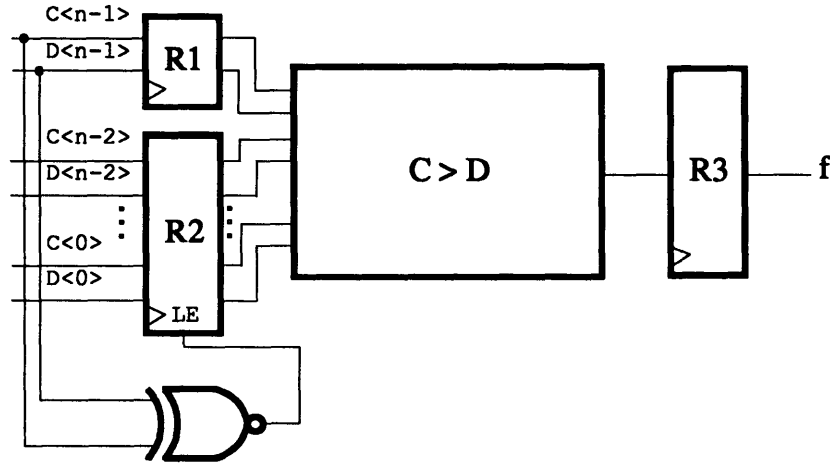 C<n-1>
D<n-1>
R1
C<n-2>
D<n-2>
R2
C<0>
D<0>
LE
C > D
R3
f